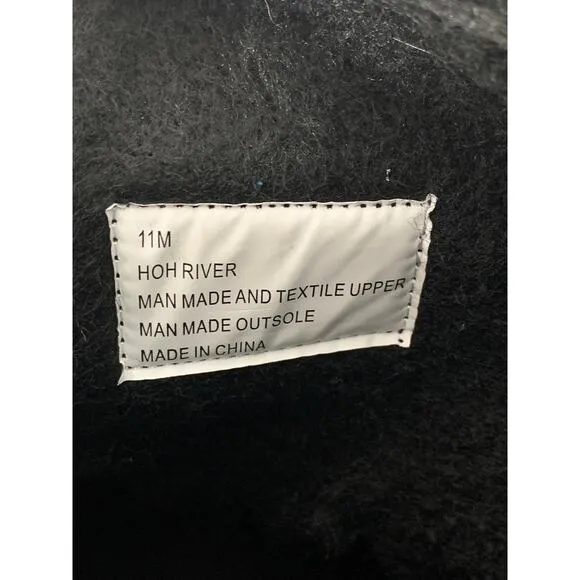 11M
HOH RIVER
MAN MADE AND TEXTILE UPPER
MAN MADE OUTSOLE
MADE IN CHINA